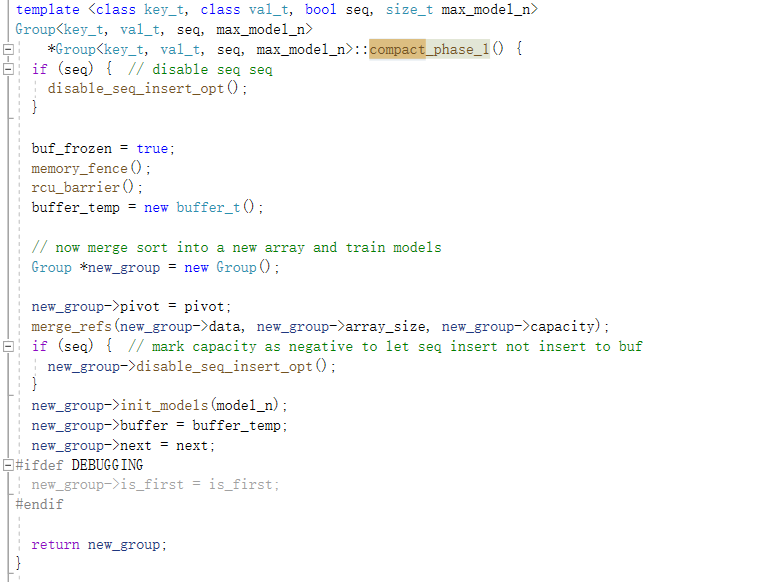 template <class key_t, class val_t, bool seq, size_t max_model_n>
Group<key_t, val_t, seq, max_model_n>
    *Group<key_t, val_t, seq, max_model_n>::compact_phase_1() {
  if (seq) {  // disable seq seq
    disable_seq_insert_opt();
  }

  buf_frozen = true;
  memory_fence();
  rcu_barrier();
  buffer_temp = new buffer_t();

  // now merge sort into a new array and train models
  Group *new_group = new Group();

  new_group->pivot = pivot;
  merge_refs(new_group->data, new_group->array_size, new_group->capacity);
  if (seq) {  // mark capacity as negative to let seq insert not insert to buf
    new_group->disable_seq_insert_opt();
  }
  new_group->init_models(model_n);
  new_group->buffer = buffer_temp;
  new_group->next = next;
#ifdef DEBUGGING
  new_group->is_first = is_first;
#endif

  return new_group;
}